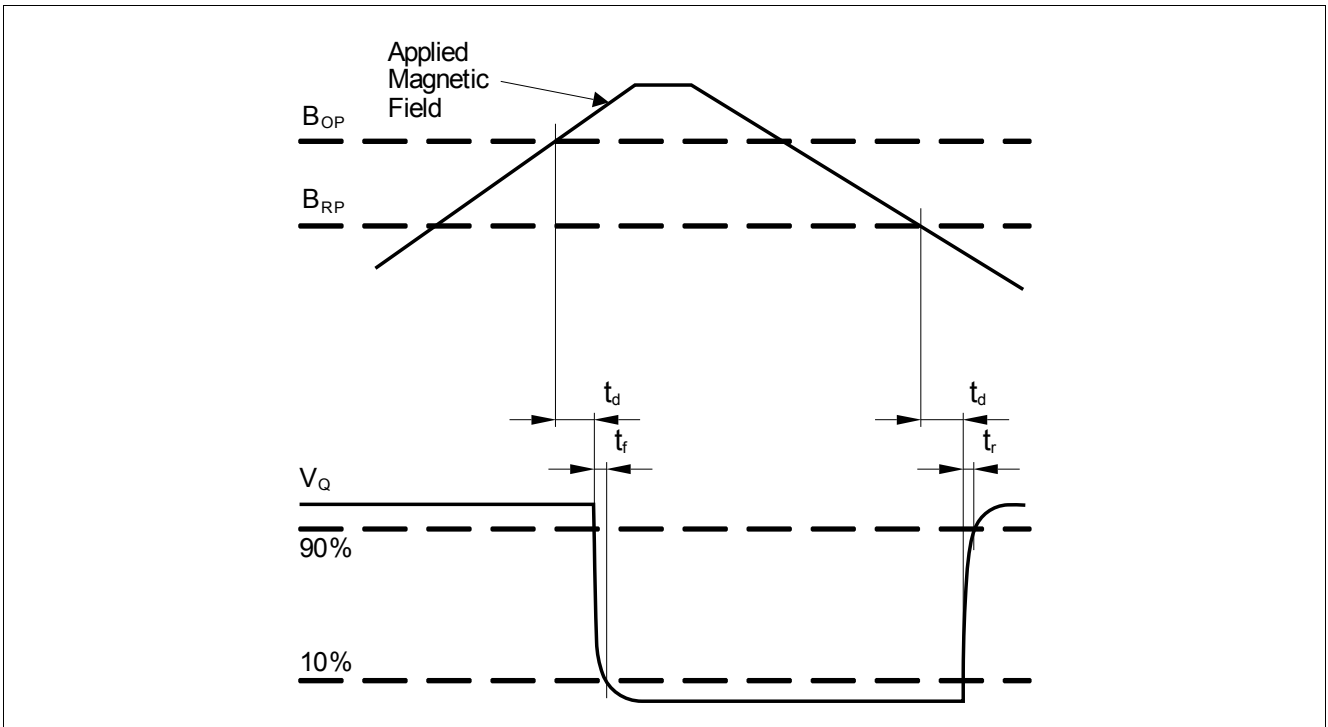 Applied
Magnetic
Field
B_OP
B_RP
t_d
t_d
t_f
t_r
V_Q
90%
10%